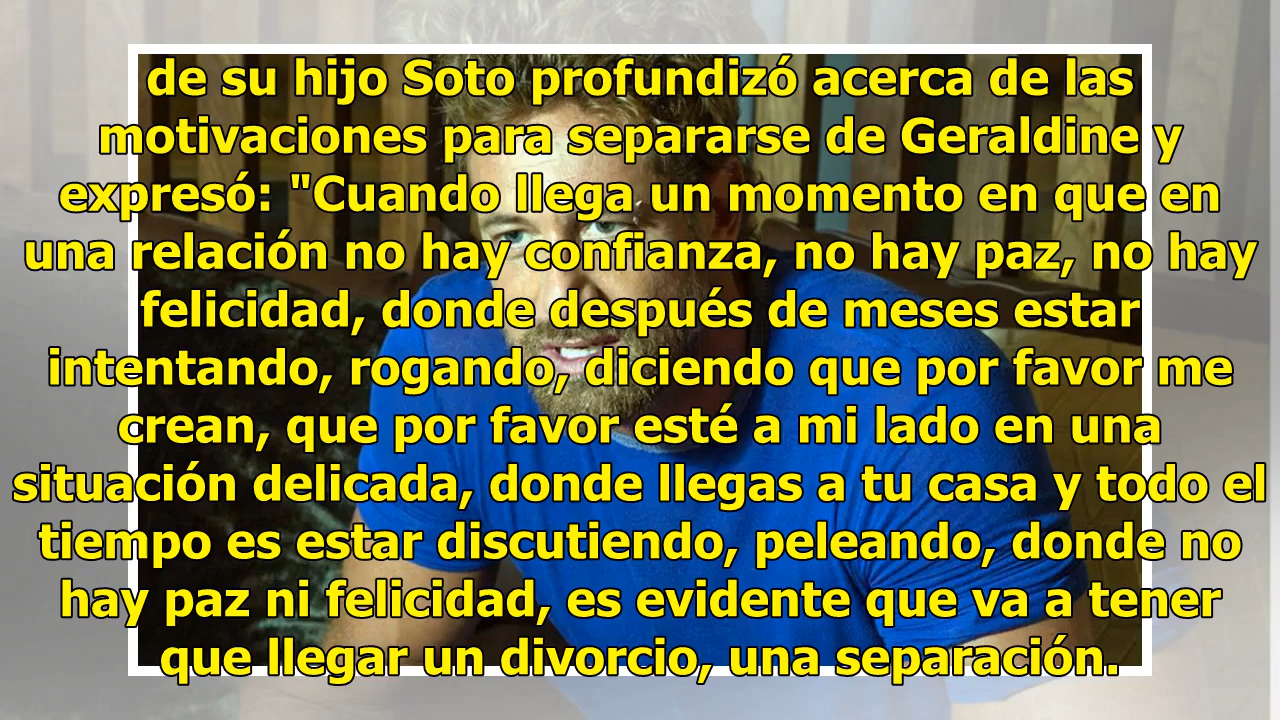 de su hijo Soto profundizó acerca de las
motivaciones para separarse de Geraldine y
expresó: "Cuando llega un momento en que en
una relación no hay confianza, no hay paz, no hay
felicidad, donde después de meses estar
intentando, rogando, diciendo que por favor me
crean, que por favor esté a mi lado en una
situación delicada, donde llegas a tu casa y todo el
tiempo es estar discutiendo, peleando, donde no
hay paz ni felicidad, es evidente que va a tener
que llegar un divorcio, una separación.